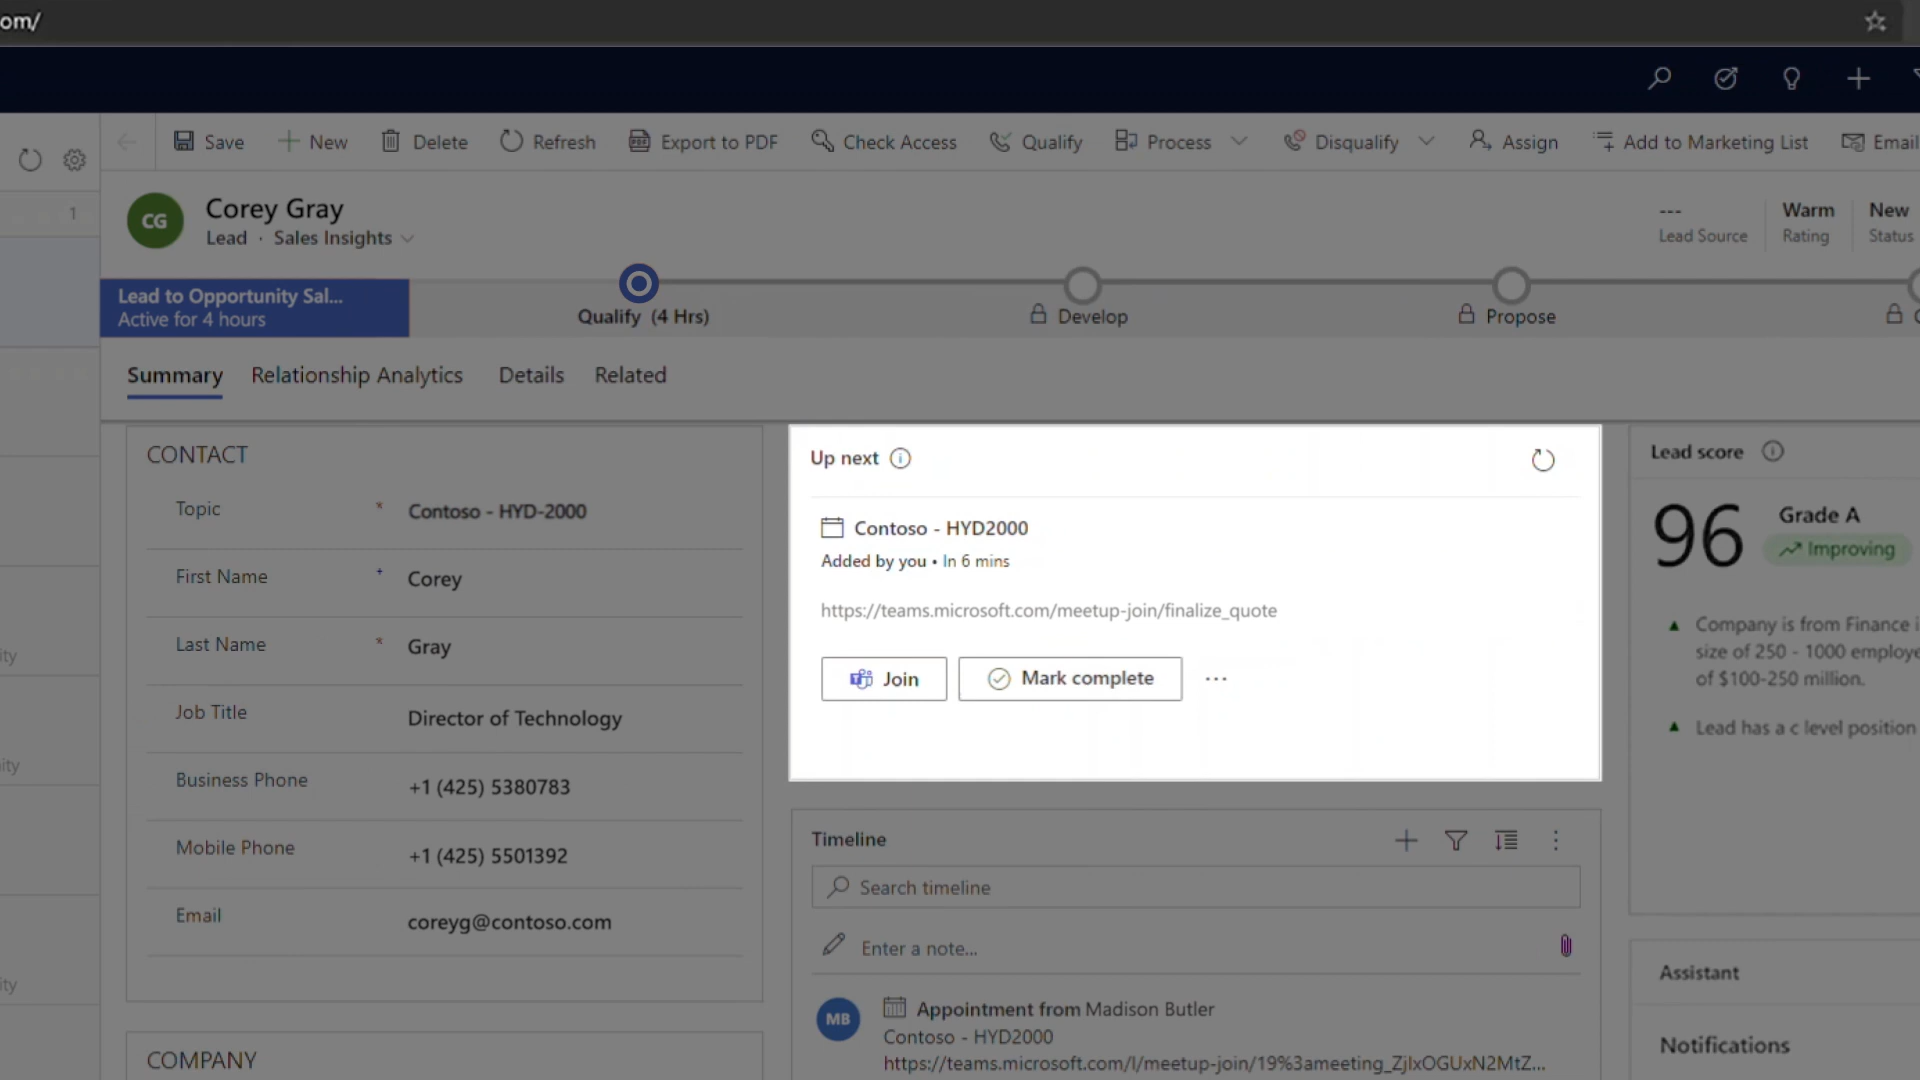 om/
Save
New
Delete
Refresh
Export to PDF
Check Access
Qualify
Process
Disqualify
Assign
Add to Marketing List
Email
1
CG
Corey Gray
Lead · Sales Insights
---
Lead Source
Warm
Rating
New
Status
Lead to Opportunity Sal...
Active for 4 hours
Qualify (4 Hrs)
Develop
Propose
Summary
Relationship Analytics
Details
Related
CONTACT
Topic * Contoso - HYD-2000
First Name + Corey
Last Name * Gray
Job Title Director of Technology
Business Phone +1 (425) 5380783
Mobile Phone +1 (425) 5501392
Email coreyg@contoso.com
COMPANY
Up next
Contoso - HYD2000
Added by you • In 6 mins
https://teams.microsoft.com/meetup-join/finalize_quote
Join
Mark complete
Timeline
Search timeline
Enter a note...
MB
Appointment from Madison Butler
Contoso - HYD2000
https://teams.microsoft.com/l/meetup-join/19%3ameeting_ZjIxOGUxN2MtZ...
Lead score
96
Grade A
Improving
Company is from Finance
size of 250 - 1000
of $100-250 million.
Lead has a c level position
Assistant
Notifications